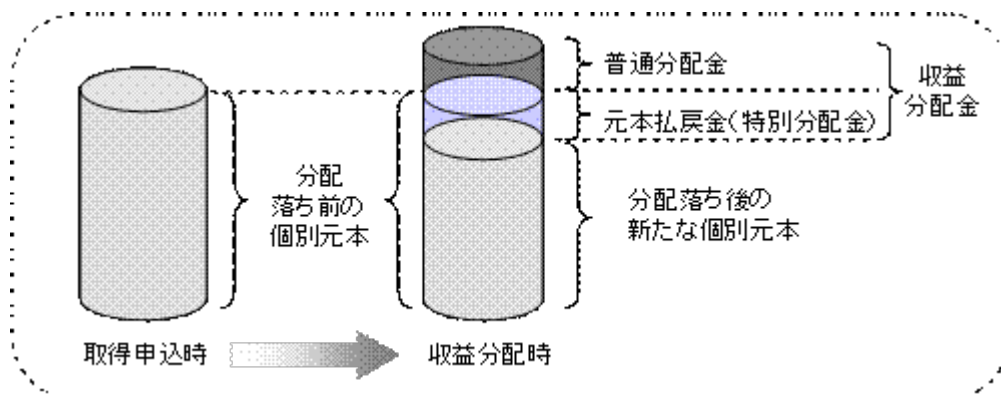 普通分配金
元本払戻金(特別分配金)
収益
分配金
分配
落ち前の
個別元本
分配落ち後の
新たな個別元本
取得申込時
収益分配時